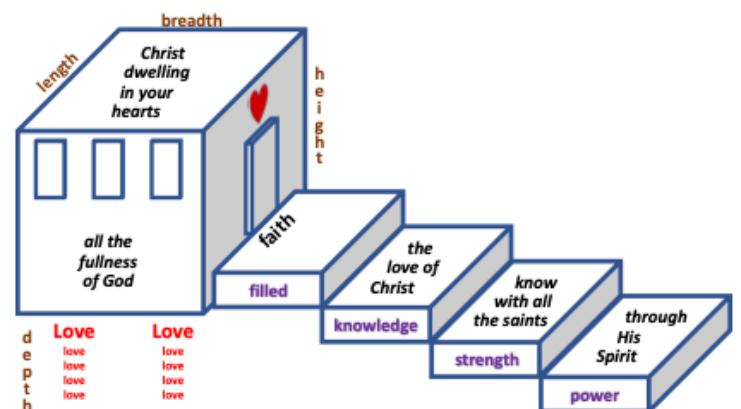 breadth
length
Christ
dwelling
in your
hearts
height
all the
fullness
of God
faith
filled
the
love of
Christ
knowledge
know
with all
the saints
strength
through
His
Spirit
power
depth
Love Love
love love
love love
love love
love love